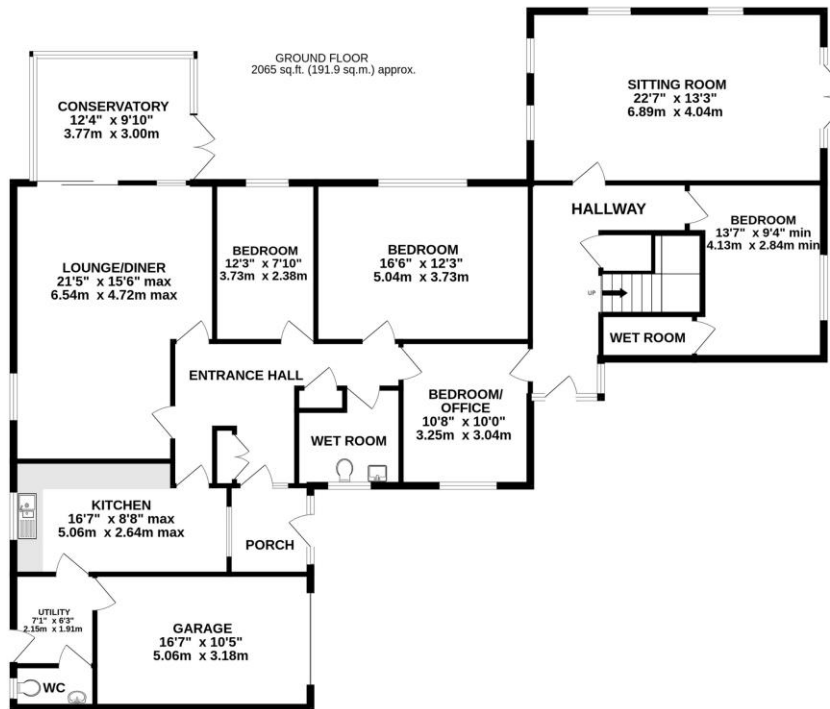 GROUND FLOOR
2065 sq.ft. (191.9 sq.m.) approx.
SITTING ROOM
22'7" x 13'3"
6.89m x 4.04m
CONSERVATORY
12'4" x 9'10"
3.77m x 3.00m
HALLWAY
BEDROOM
13'7" x 9'4" min
4.13m x 2.84m min
BEDROOM
12'3" x 7'10"
3.73m x 2.38m
BEDROOM
16'6" x 12'3"
5.04m x 3.73m
LOUNGE/DINER
21'5" x 15'6" max
6.54m x 4.72m max
UP
WET ROOM
ENTRANCE HALL
BEDROOM/
OFFICE
10'8" x 10'0"
3.25m x 3.04m
WET ROOM
KITCHEN
16'7" x 8'8" max
5.06m x 2.64m max
PORCH
UTILITY
7'1" x 6'3"
2.15m x 1.91m
GARAGE
16'7" x 10'5"
5.06m x 3.18m
WC